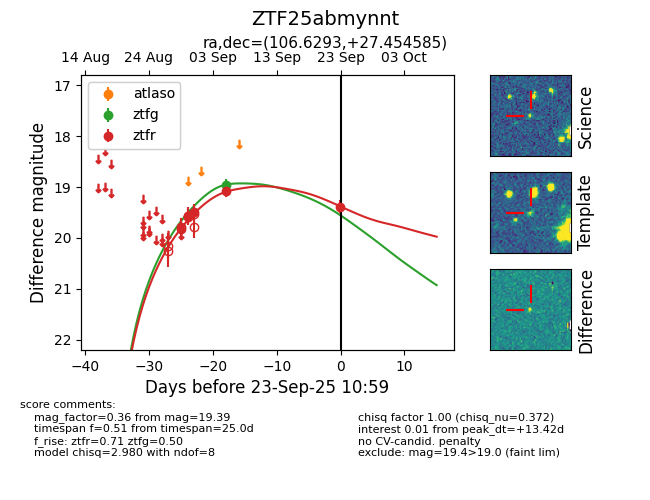 ZTF25abmynnt
ra,dec=(106.6293,+27.454585)
14 Aug 24 Aug 03 Sep 13 Sep 23 Sep 03 Oct
atlaso
ztfg
ztfr
Difference magnitude
17
18
19
20
21
22
−40 −30 −20 −10 0 10
Days before 23-Sep-25 10:59
Science
Template
Difference
score comments:
mag_factor=0.36 from mag=19.39
timespan f=0.51 from timespan=25.0d
f_rise: ztfr=0.71 ztfg=0.50
model chisq=2.980 with ndof=8
chisq factor 1.00 (chisq_nu=0.372)
interest 0.01 from peak_dt=+13.42d
no CV-candid. penalty
exclude: mag=19.4>19.0 (faint lim)